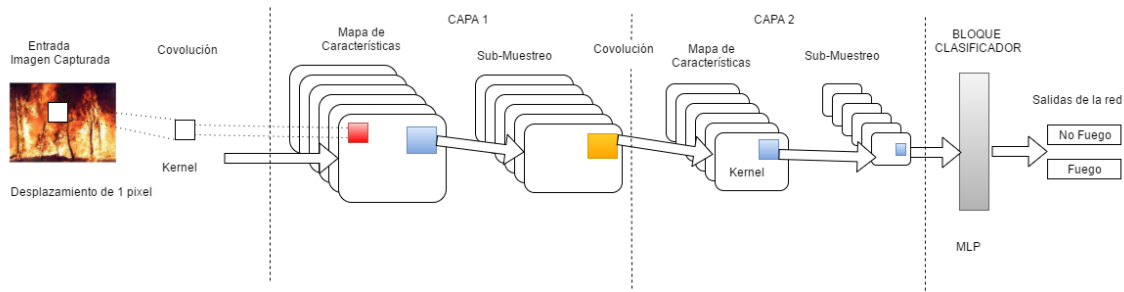 CAPA 1
CAPA 2
Entrada
Imagen Capturada
Covolución
Mapa de
Características
Sub-Muestreo
Covolución
Mapa de
Características
Sub-Muestreo
BLOQUE
CLASIFICADOR
Salidas de la red
No Fuego
Fuego
Kernel
Kernel
Desplazamiento de 1 pixel
MLP